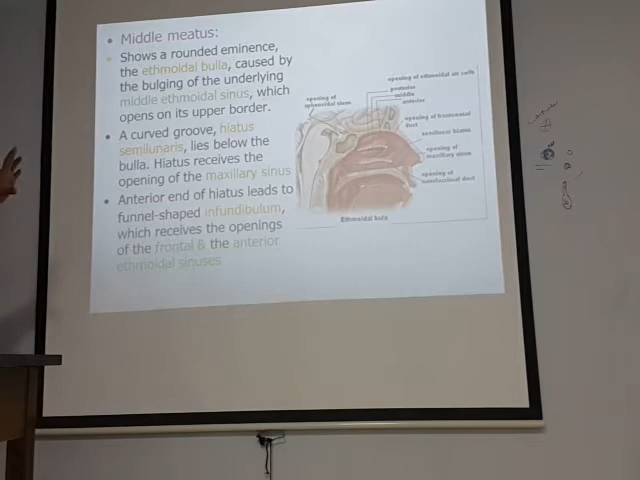 Middle meatus:
Shows a rounded eminence,
the ethmoidal bulla, caused by
the bulging of the underlying
middle ethmoidal sinus, which
opens on its upper border.
A curved groove, hiatus
semilunaris, lies below the
bulla. Hiatus receives the
opening of the maxillary sinus
Anterior end of hiatus leads to
funnel-shaped infundibulum,
which receives the openings
of the frontal & the anterior
ethmoidal sinuses
opening of ethmoidal air cells
posterior
middle
anterior
opening of
sphenoidal sinus
opening of frontonasal
duct
semilunar hiatus
opening of
maxillary sinus
opening of
nasolacrimal duct
Ethmoidal bulla